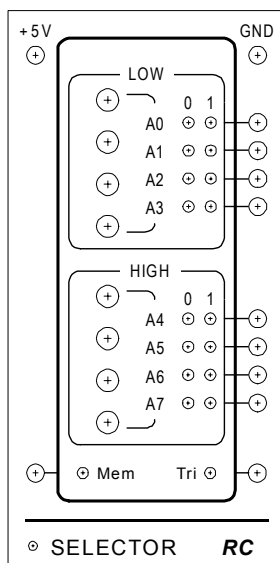 +5V GND
LOW
0 1
A0
A1
A2
A3
HIGH
0 1
A4
A5
A6
A7
Mem Tri
SELECTOR RC